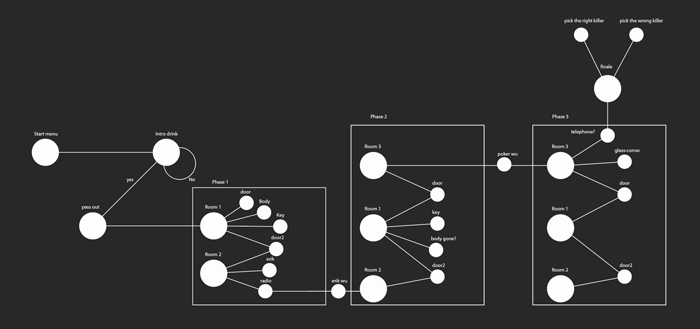 pick the right killer
pick the wrong killer
finale
Phase 2
Phase 3
Start menu
Intro drink
telephone?
Room 3
poker wu
Room 3
glass-convo
yes
No
Phase 1
door
door
door
pass out
Room 1
Body
Key
Room 1
key
Room 1
door2
body gone?
Room 2
erik
door2
door2
radio
erik wu
Room 2
Room 2